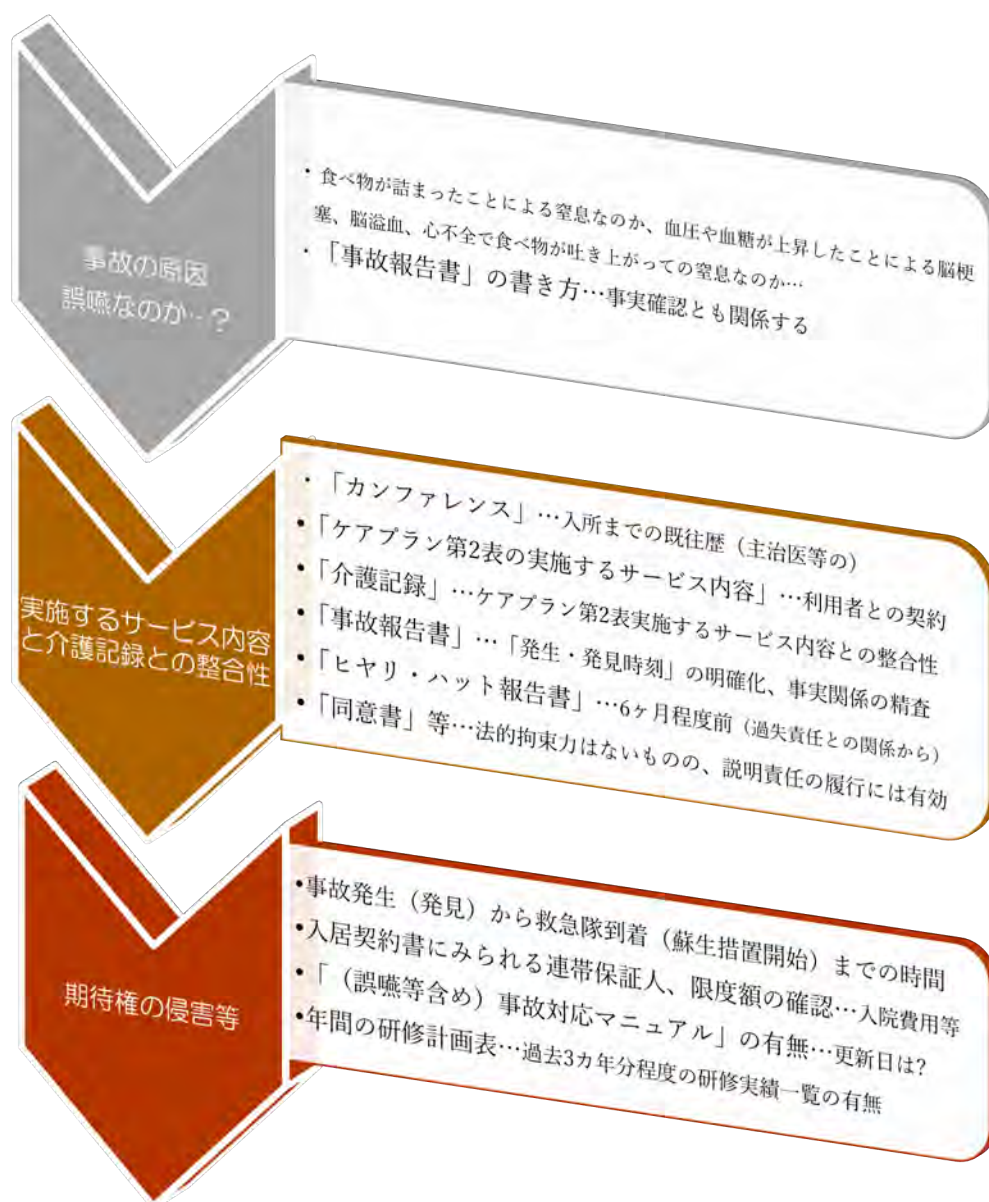 事故の原因
誤嚥なのか…？
・食べ物が詰まったことによる窒息なのか、血圧や血糖が上昇したことによる脳梗
塞、脳溢血、心不全で食べ物が吐き上がっての窒息なのか…
・「事故報告書」の書き方…事実確認とも関係する
実施するサービス内容
と介護記録との整合性
・「カンファレンス」…入所までの既往歴（主治医等の）
•「ケアプラン第2表の実施するサービス内容」…利用者との契約
•「介護記録」…ケアプラン第2表実施するサービス内容との整合性
•「事故報告書」…「発生・発見時刻」の明確化、事実関係の精査
•「ヒヤリ・ハット報告書」…6ヶ月程度前（過失責任との関係から）
•「同意書」等…法的拘束力はないものの、説明責任の履行には有効
期待権の侵害等
•事故発生（発見）から救急隊到着（蘇生措置開始）までの時間
•入居契約書にみられる連帯保証人、限度額の確認…入院費用等
•「（誤嚥等含め）事故対応マニュアル」の有無…更新日は?
•年間の研修計画表…過去3カ年分程度の研修実績一覧の有無